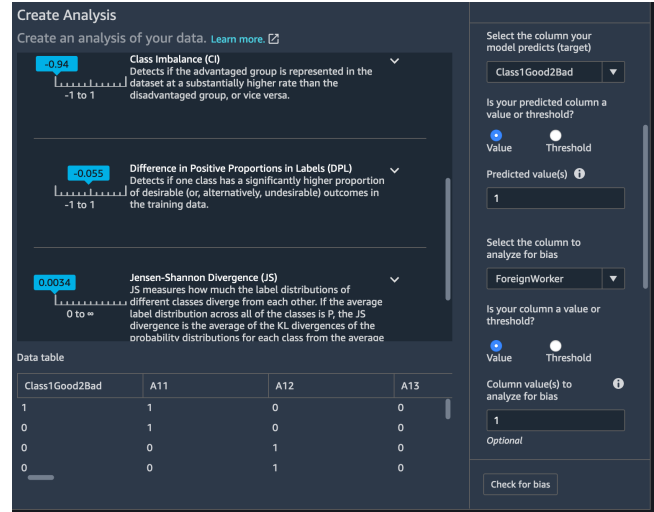 Create Analysis
Create an analysis of your data. Learn more.
-0.94
-1 to 1
Class Imbalance (CI)
Detects if the advantaged group is represented in the
dataset at a substantially higher rate than the
disadvantaged group, or vice versa.
-0.055
-1 to 1
Difference in Positive Proportions in Labels (DPL)
Detects if one class has a significantly higher proportion
of desirable (or, alternatively, undesirable) outcomes in
the training data.
0.0034
0 to ∞
Jensen-Shannon Divergence (JS)
JS measures how much the label distributions of
different classes diverge from each other. If the average
label distribution across all of the classes is P, the JS
divergence is the average of the KL divergences of the
probability distributions for each class from the average
Data table
Class1Good2Bad A11 A12 A13
1 1 0 0
0 1 0 0
0 0 1 0
0 0 1 0
Select the column your
model predicts (target)
Class1Good2Bad
Is your predicted column a
value or threshold?
Value Threshold
Predicted value(s)
1
Select the column to
analyze for bias
ForeignWorker
Is your column a value or
threshold?
Value Threshold
Column value(s) to
analyze for bias
1
Optional
Check for bias